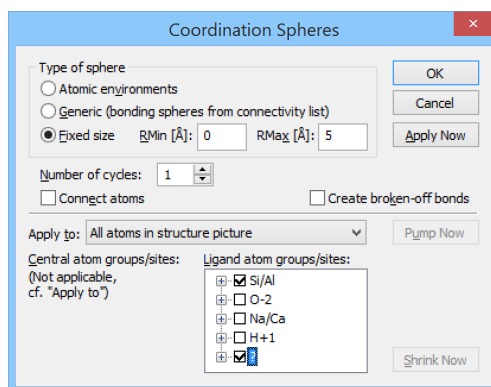 Coordination Spheres
×
Type of sphere
Atomic environments
Generic (bonding spheres from connectivity list)
Fixed size RMin [Å]: 0 RMax [Å]: 5
OK
Cancel
Apply Now
Number of cycles: 1
Connect atoms
Create broken-off bonds
Apply to: All atoms in structure picture
Pump Now
Central atom groups/sites:
(Not applicable,
cf. "Apply to")
Ligand atom groups/sites:
Si/Al
O-2
Na/Ca
H+1
?
Shrink Now